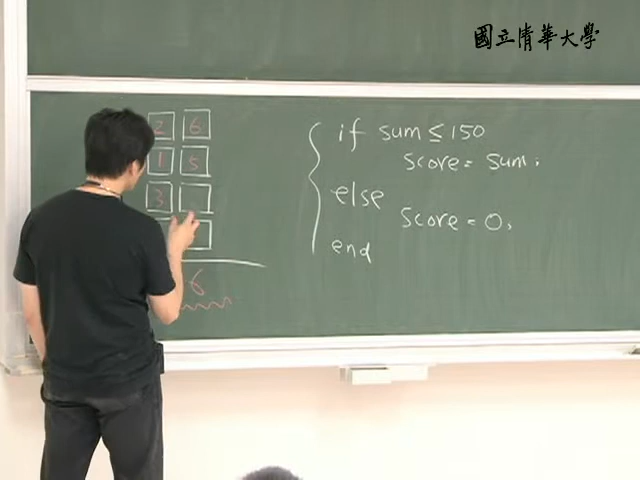 國立清華大學
2 6
1 5
3
6
if sum ≤ 150
score = sum;
else
score = 0;
end